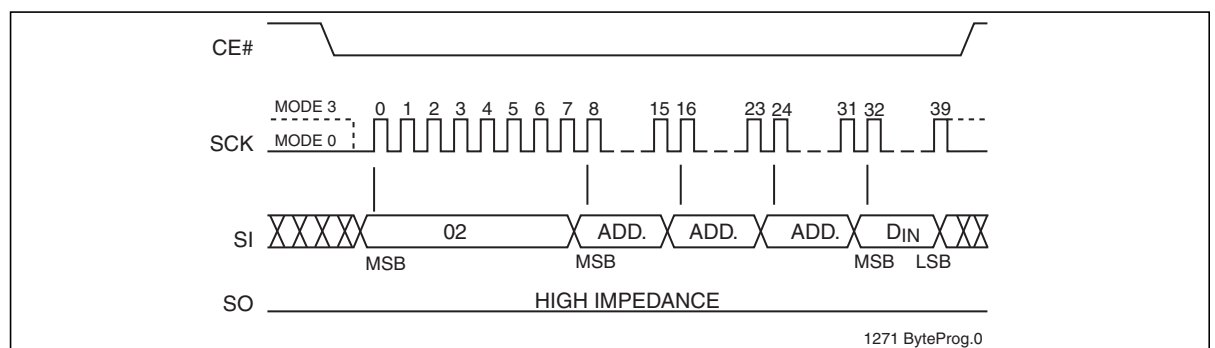 CE#
MODE 3
0 1 2 3 4 5 6 7 8 15 16 23 24 31 32 39
SCK MODE 0
SI 02 ADD. ADD. ADD. DIN
MSB MSB MSB LSB
SO HIGH IMPEDANCE
1271 ByteProg.0